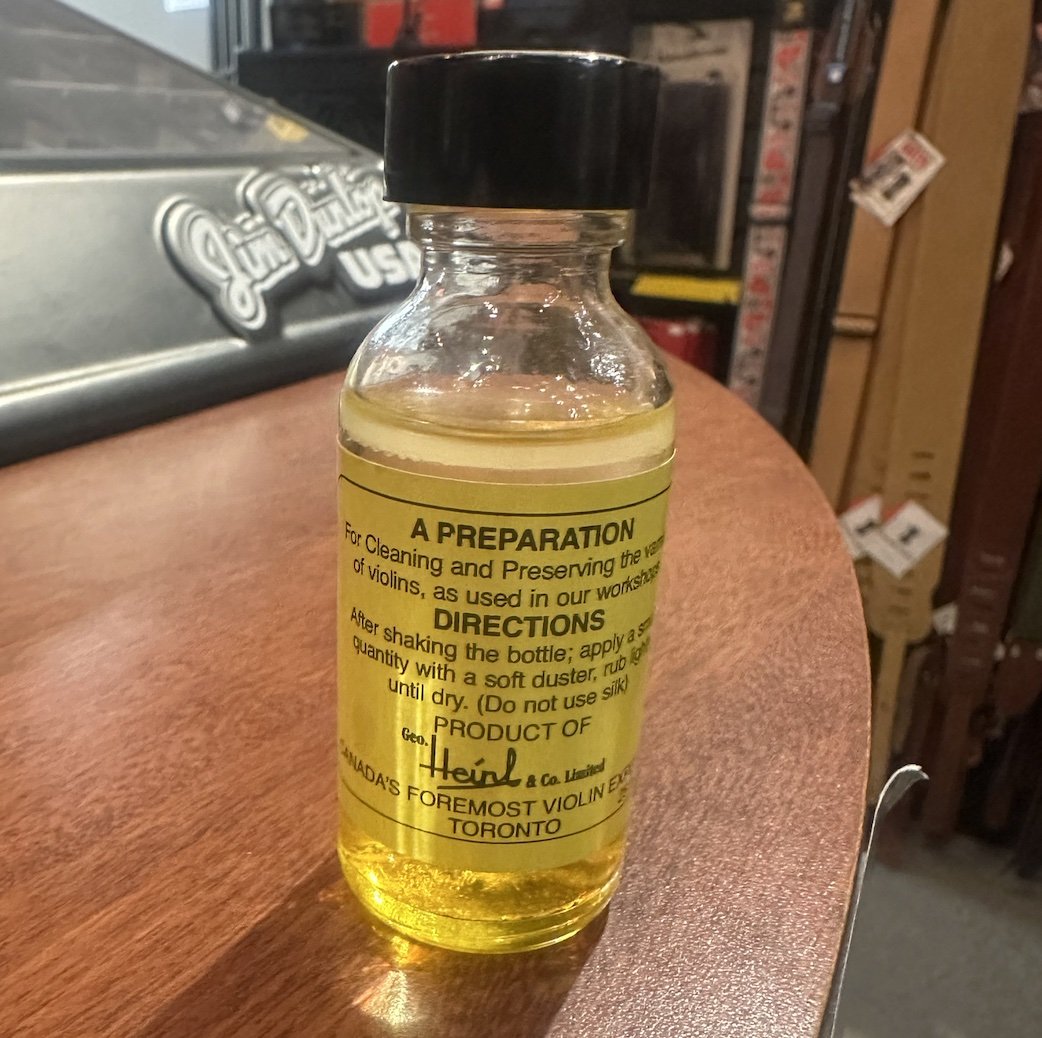 Jim Dunlop
A PREPARATION
For Cleaning and Preserving the
of violins, as used in our
DIRECTIONS
After shaking the bottle; apply a
quantity with a soft duster, rub
until dry. (Do not use silk)
PRODUCT OF
Geo. Heinl & Co. Limited
CANADA'S FOREMOST VIOLIN
TORONTO